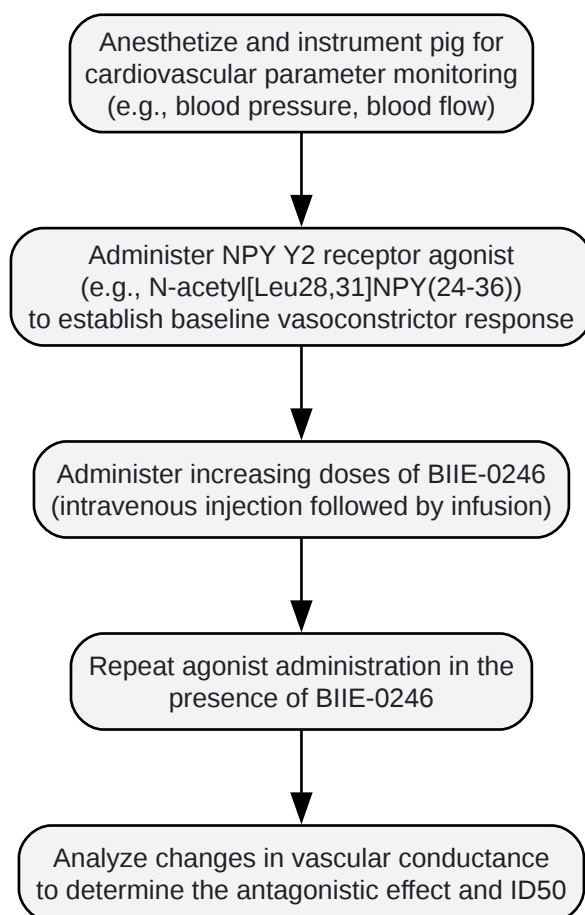 Anesthetize and instrument pig for
cardiovascular parameter monitoring
(e.g., blood pressure, blood flow)
Administer NPY Y2 receptor agonist
(e.g., N-acetyl[Leu28,31]NPY(24-36))
to establish baseline vasoconstrictor response
Administer increasing doses of BIIE-0246
(intravenous injection followed by infusion)
Repeat agonist administration in the
presence of BIIE-0246
Analyze changes in vascular conductance
to determine the antagonistic effect and ID50